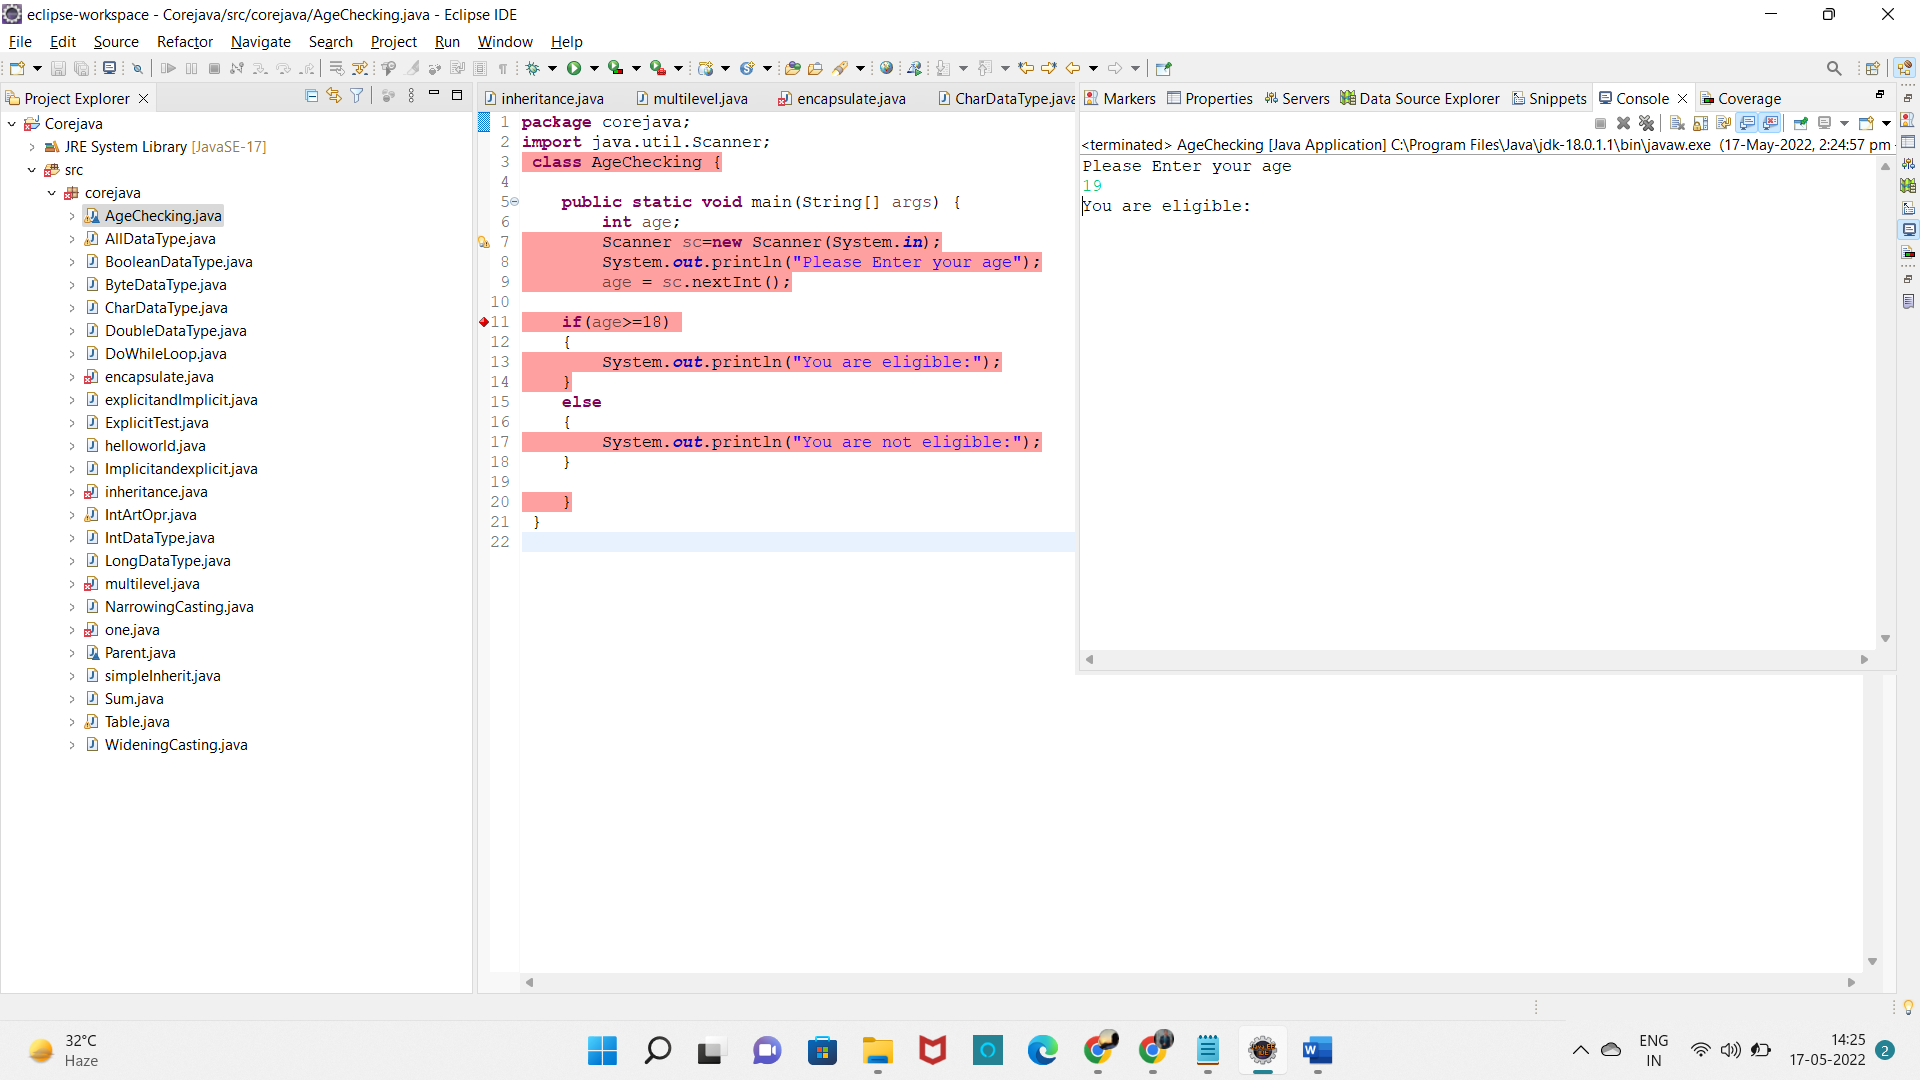 eclipse-workspace - Corejava/src/corejava/AgeChecking.java - Eclipse IDE
File Edit Source Refactor Navigate Search Project Run Window Help
Project Explorer
Corejava
JRE System Library [JavaSE-17]
src
corejava
AgeChecking.java
AllDataType.java
BooleanDataType.java
ByteDataType.java
CharDataType.java
DoubleDataType.java
DoWhileLoop.java
encapsulate.java
explicitandImplicit.java
ExplicitTest.java
helloworld.java
Implicitandexplicit.java
inheritance.java
IntArtOpr.java
IntDataType.java
LongDataType.java
multilevel.java
NarrowingCasting.java
one.java
Parent.java
simpleInherit.java
Sum.java
Table.java
WideningCasting.java
inheritance.java multilevel.java encapsulate.java CharDataType.java
1 package corejava;
2 import java.util.Scanner;
3 class AgeChecking {
4
5 public static void main(String[] args) {
6 int age;
7 Scanner sc=new Scanner(System.in);
8 System.out.println("Please Enter your age");
9 age = sc.nextInt();
10
11 if(age>=18)
12 {
13 System.out.println("You are eligible:");
14 }
15 else
16 {
17 System.out.println("You are not eligible:");
18 }
19
20 }
21 }
22
Markers Properties Servers Data Source Explorer Snippets Console Coverage
<terminated> AgeChecking [Java Application] C:\Program Files\Java\jdk-18.0.1.1\bin\javaw.exe (17-May-2022, 2:24:57 pm -
Please Enter your age
19
You are eligible:
32°C
Haze
ENG
IN
14:25
17-05-2022
2